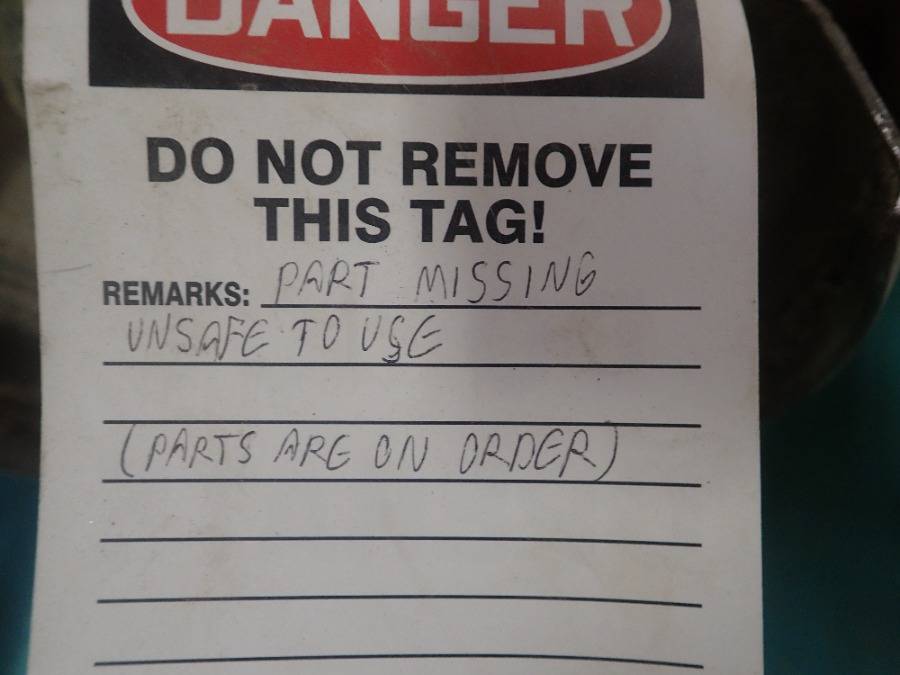 DANGER
DO NOT REMOVE
THIS TAG!
REMARKS: PART MISSING
UNSAFE TO USE
(PARTS ARE ON ORDER)